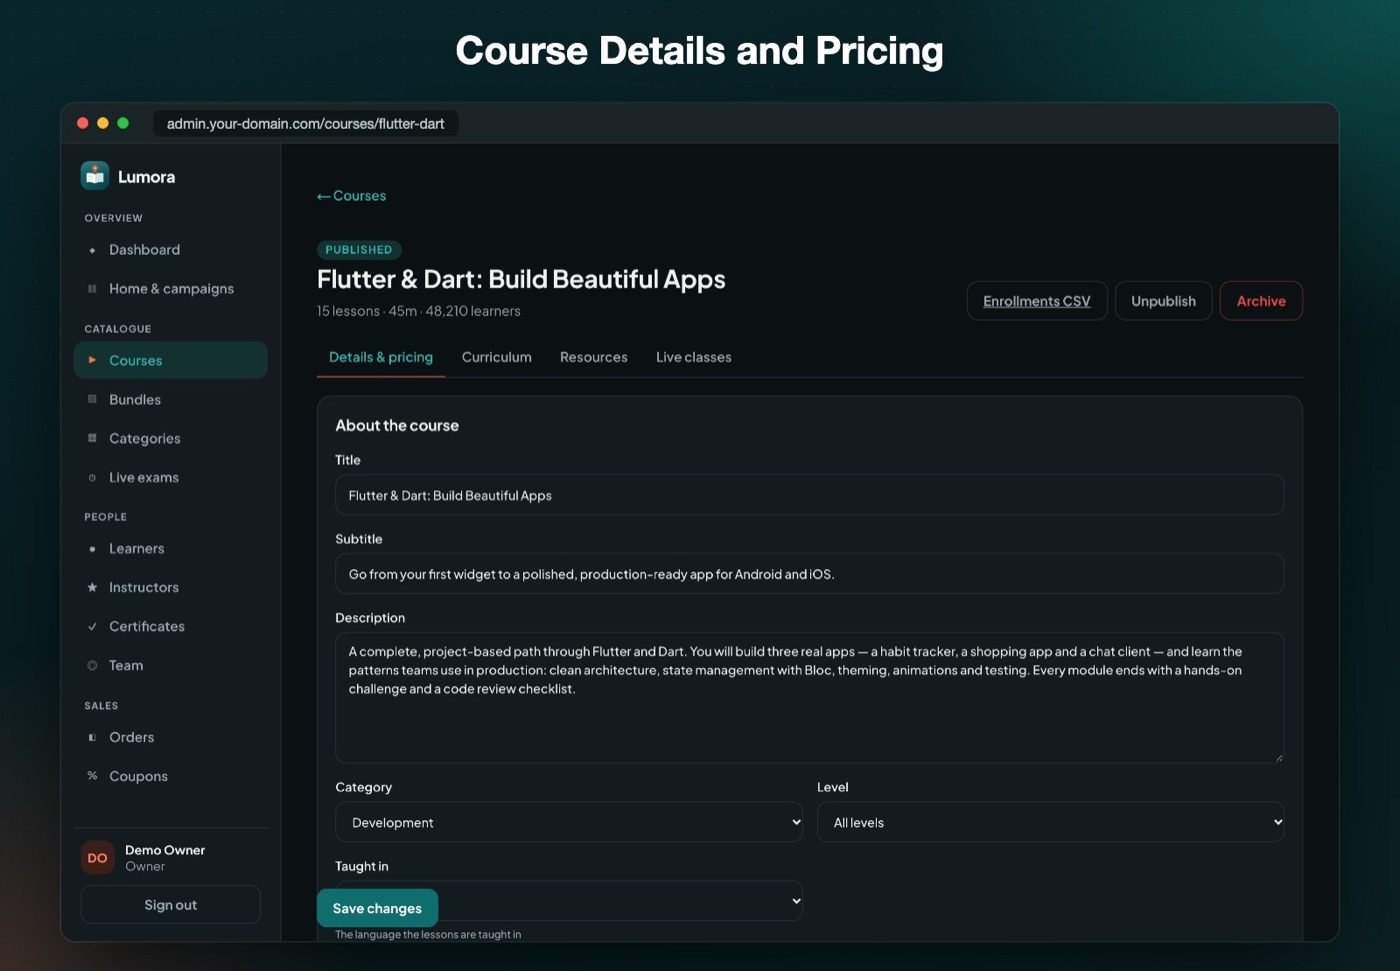 Course Details and Pricing
admin.your-domain.com/courses/flutter-dart
Lumora
OVERVIEW
Dashboard
Home & campaigns
CATALOGUE
Courses
Bundles
Categories
Live exams
PEOPLE
Learners
Instructors
Certificates
Team
SALES
Orders
% Coupons
DO
Demo Owner
Owner
Sign out
← Courses
PUBLISHED
Flutter & Dart: Build Beautiful Apps
15 lessons · 45m · 48,210 learners
Enrollments CSV
Unpublish
Archive
Details & pricing
Curriculum
Resources
Live classes
About the course
Title
Flutter & Dart: Build Beautiful Apps
Subtitle
Go from your first widget to a polished, production-ready app for Android and iOS.
Description
A complete, project-based path through Flutter and Dart. You will build three real apps — a habit tracker, a shopping app and a chat client — and learn the
patterns teams use in production: clean architecture, state management with Bloc, theming, animations and testing. Every module ends with a hands-on
challenge and a code review checklist.
Category
Development
Level
All levels
Taught in
Save changes
The language the lessons are taught in